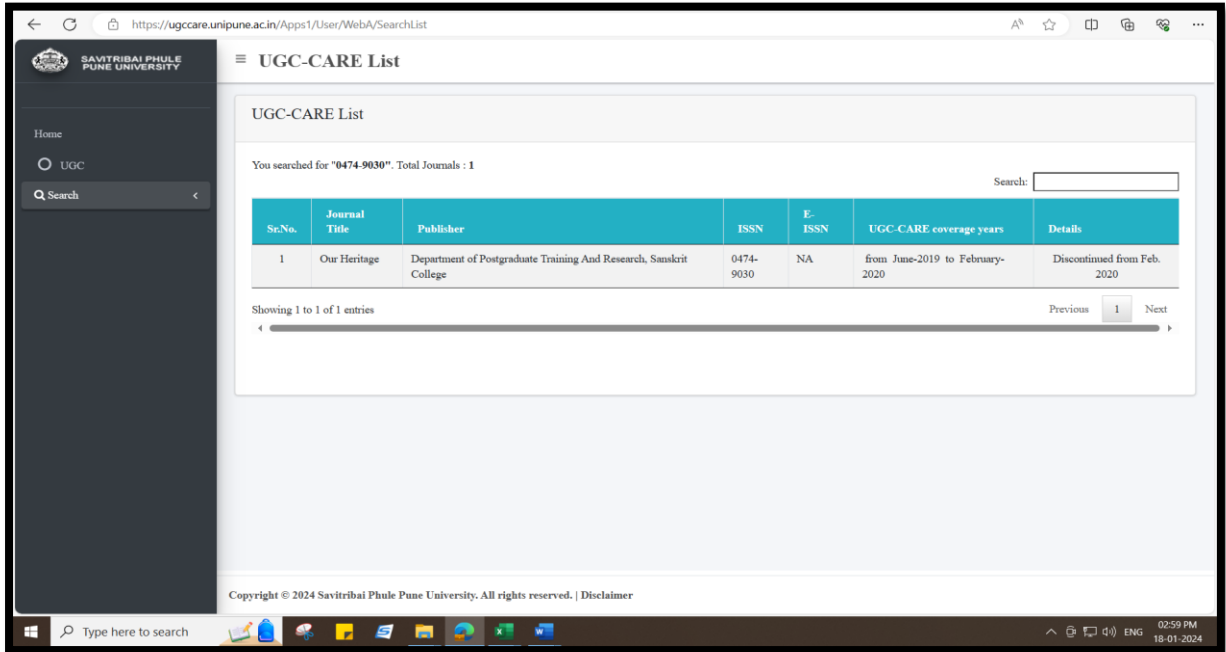 https://ugccare.unipune.ac.in/Apps1/User/WebA/SearchList
SAVITRIBAI PHULE
PUNE UNIVERSITY
UGC-CARE List
Home
UGC
Search
UGC-CARE List
You searched for "0474-9030". Total Journals : 1
Search:
Sr.No. Journal Title Publisher ISSN E-ISSN UGC-CARE coverage years Details
1 Our Heritage Department of Postgraduate Training And Research, Sanskrit College 0474-9030 NA from June-2019 to February-2020 Discontinued from Feb. 2020
Showing 1 to 1 of 1 entries
Previous 1 Next
Copyright © 2024 Savitribai Phule Pune University. All rights reserved. | Disclaimer
Type here to search
ENG
02:59 PM
18-01-2024